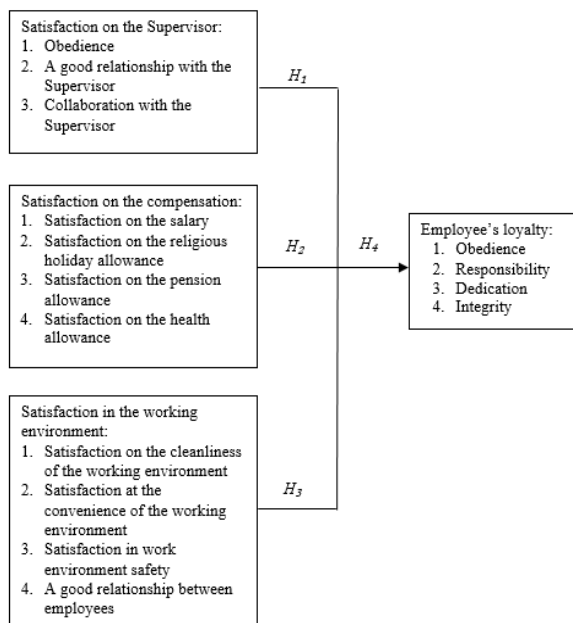 Satisfaction on the Supervisor:
1. Obedience
2. A good relationship with the
Supervisor
3. Collaboration with the
Supervisor
H1
Satisfaction on the compensation:
1. Satisfaction on the salary
2. Satisfaction on the religious
holiday allowance
3. Satisfaction on the pension
allowance
4. Satisfaction on the health
allowance
H2
H4
Employee's loyalty:
1. Obedience
2. Responsibility
3. Dedication
4. Integrity
Satisfaction in the working
environment:
1. Satisfaction on the cleanliness
of the working environment
2. Satisfaction at the
convenience of the working
environment
3. Satisfaction in work
environment safety
4. A good relationship between
employees
H3